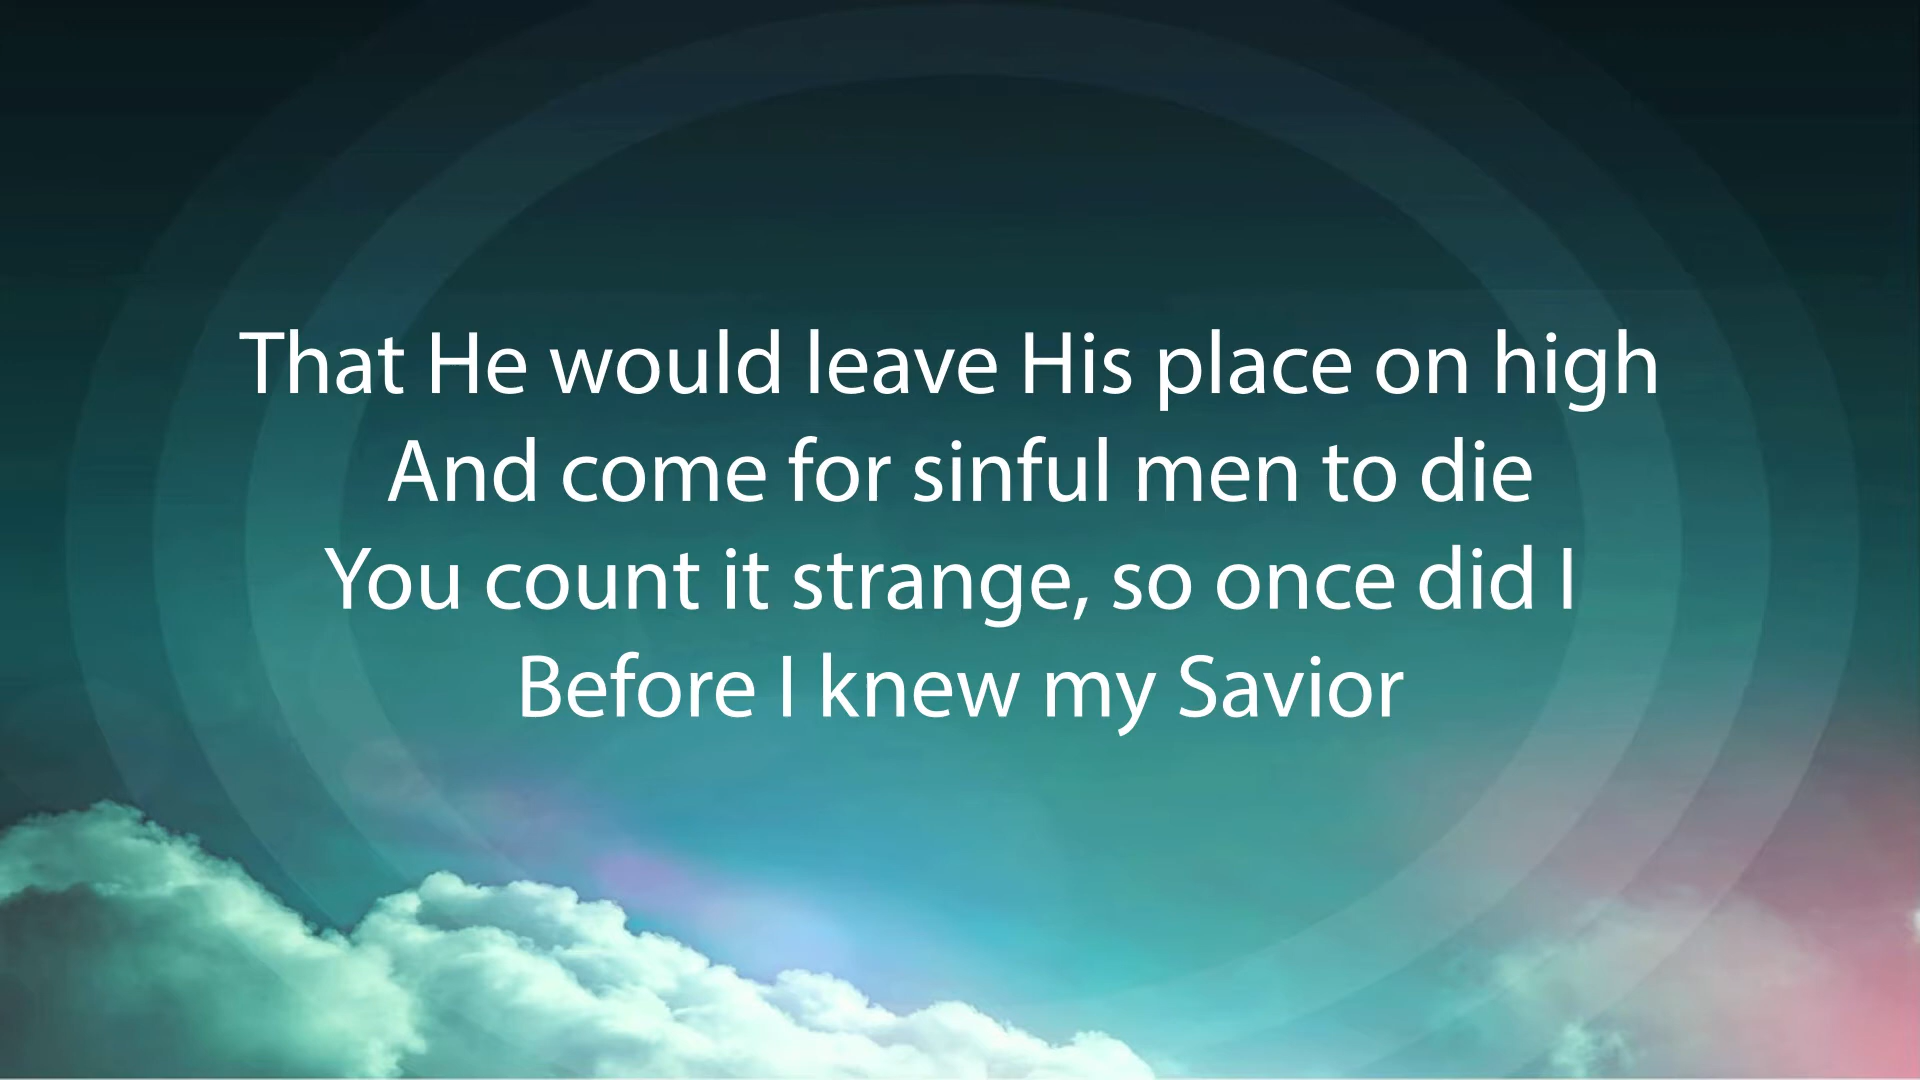 That He would leave His place on high
And come for sinful men to die
You count it strange, so once did I
Before I knew my Savior